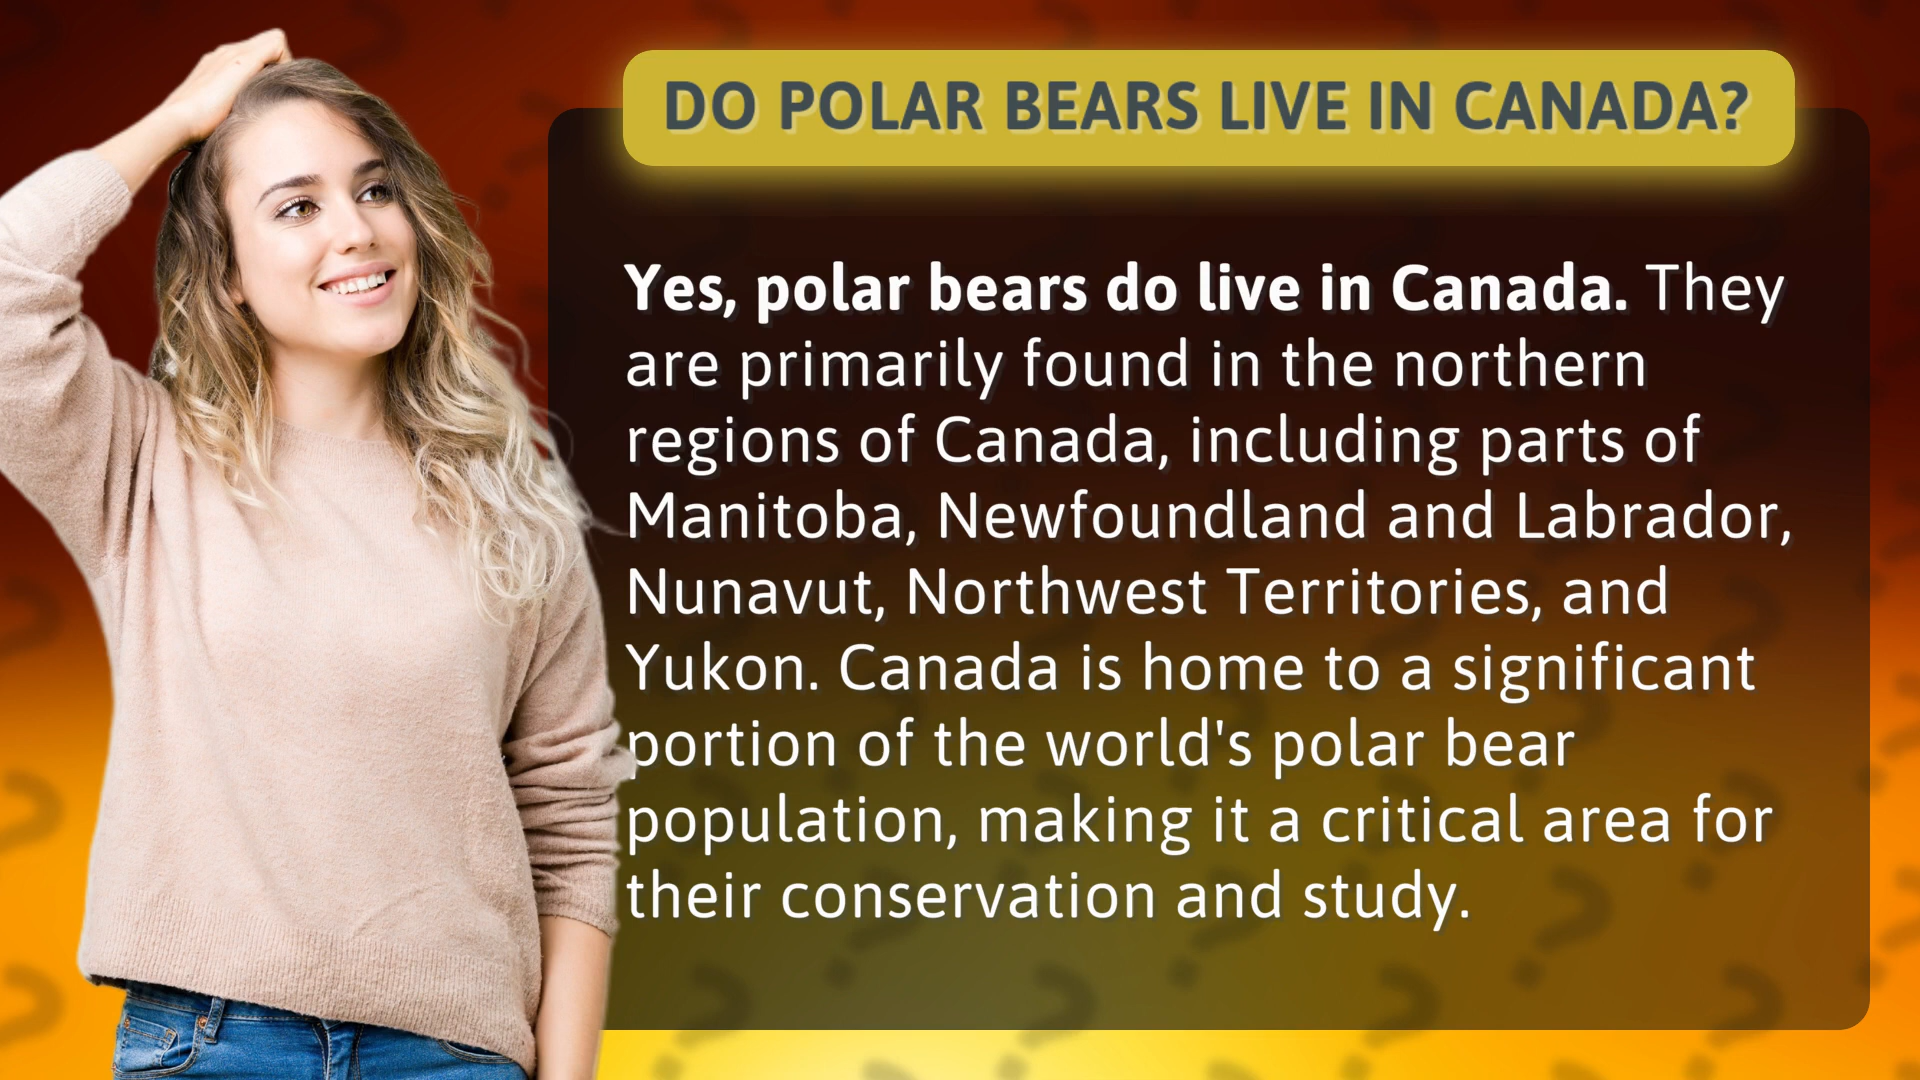 DO POLAR BEARS LIVE IN CANADA?
Yes, polar bears do live in Canada. They
are primarily found in the northern
regions of Canada, including parts of
Manitoba, Newfoundland and Labrador,
Nunavut, Northwest Territories, and
Yukon. Canada is home to a significant
portion of the world's polar bear
population, making it a critical area for
their conservation and study.